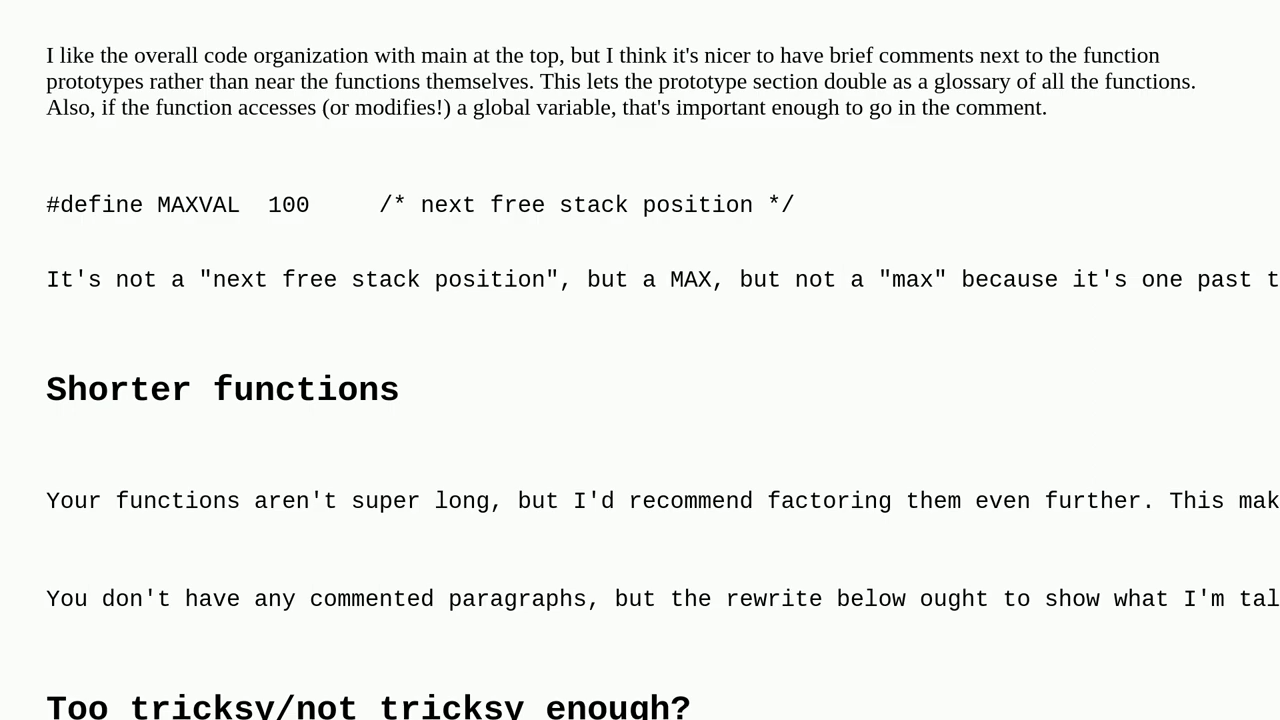 I like the overall code organization with main at the top, but I think it's nicer to have brief comments next to the function
prototypes rather than near the functions themselves. This lets the prototype section double as a glossary of all the functions.
Also, if the function accesses (or modifies!) a global variable, that's important enough to go in the comment.
#define MAXVAL  100     /* next free stack position */
It's not a "next free stack position", but a MAX, but not a "max" because it's one past t
Shorter functions
Your functions aren't super long, but I'd recommend factoring them even further. This mak
You don't have any commented paragraphs, but the rewrite below ought to show what I'm tal
Too tricksy/not tricksy enough?